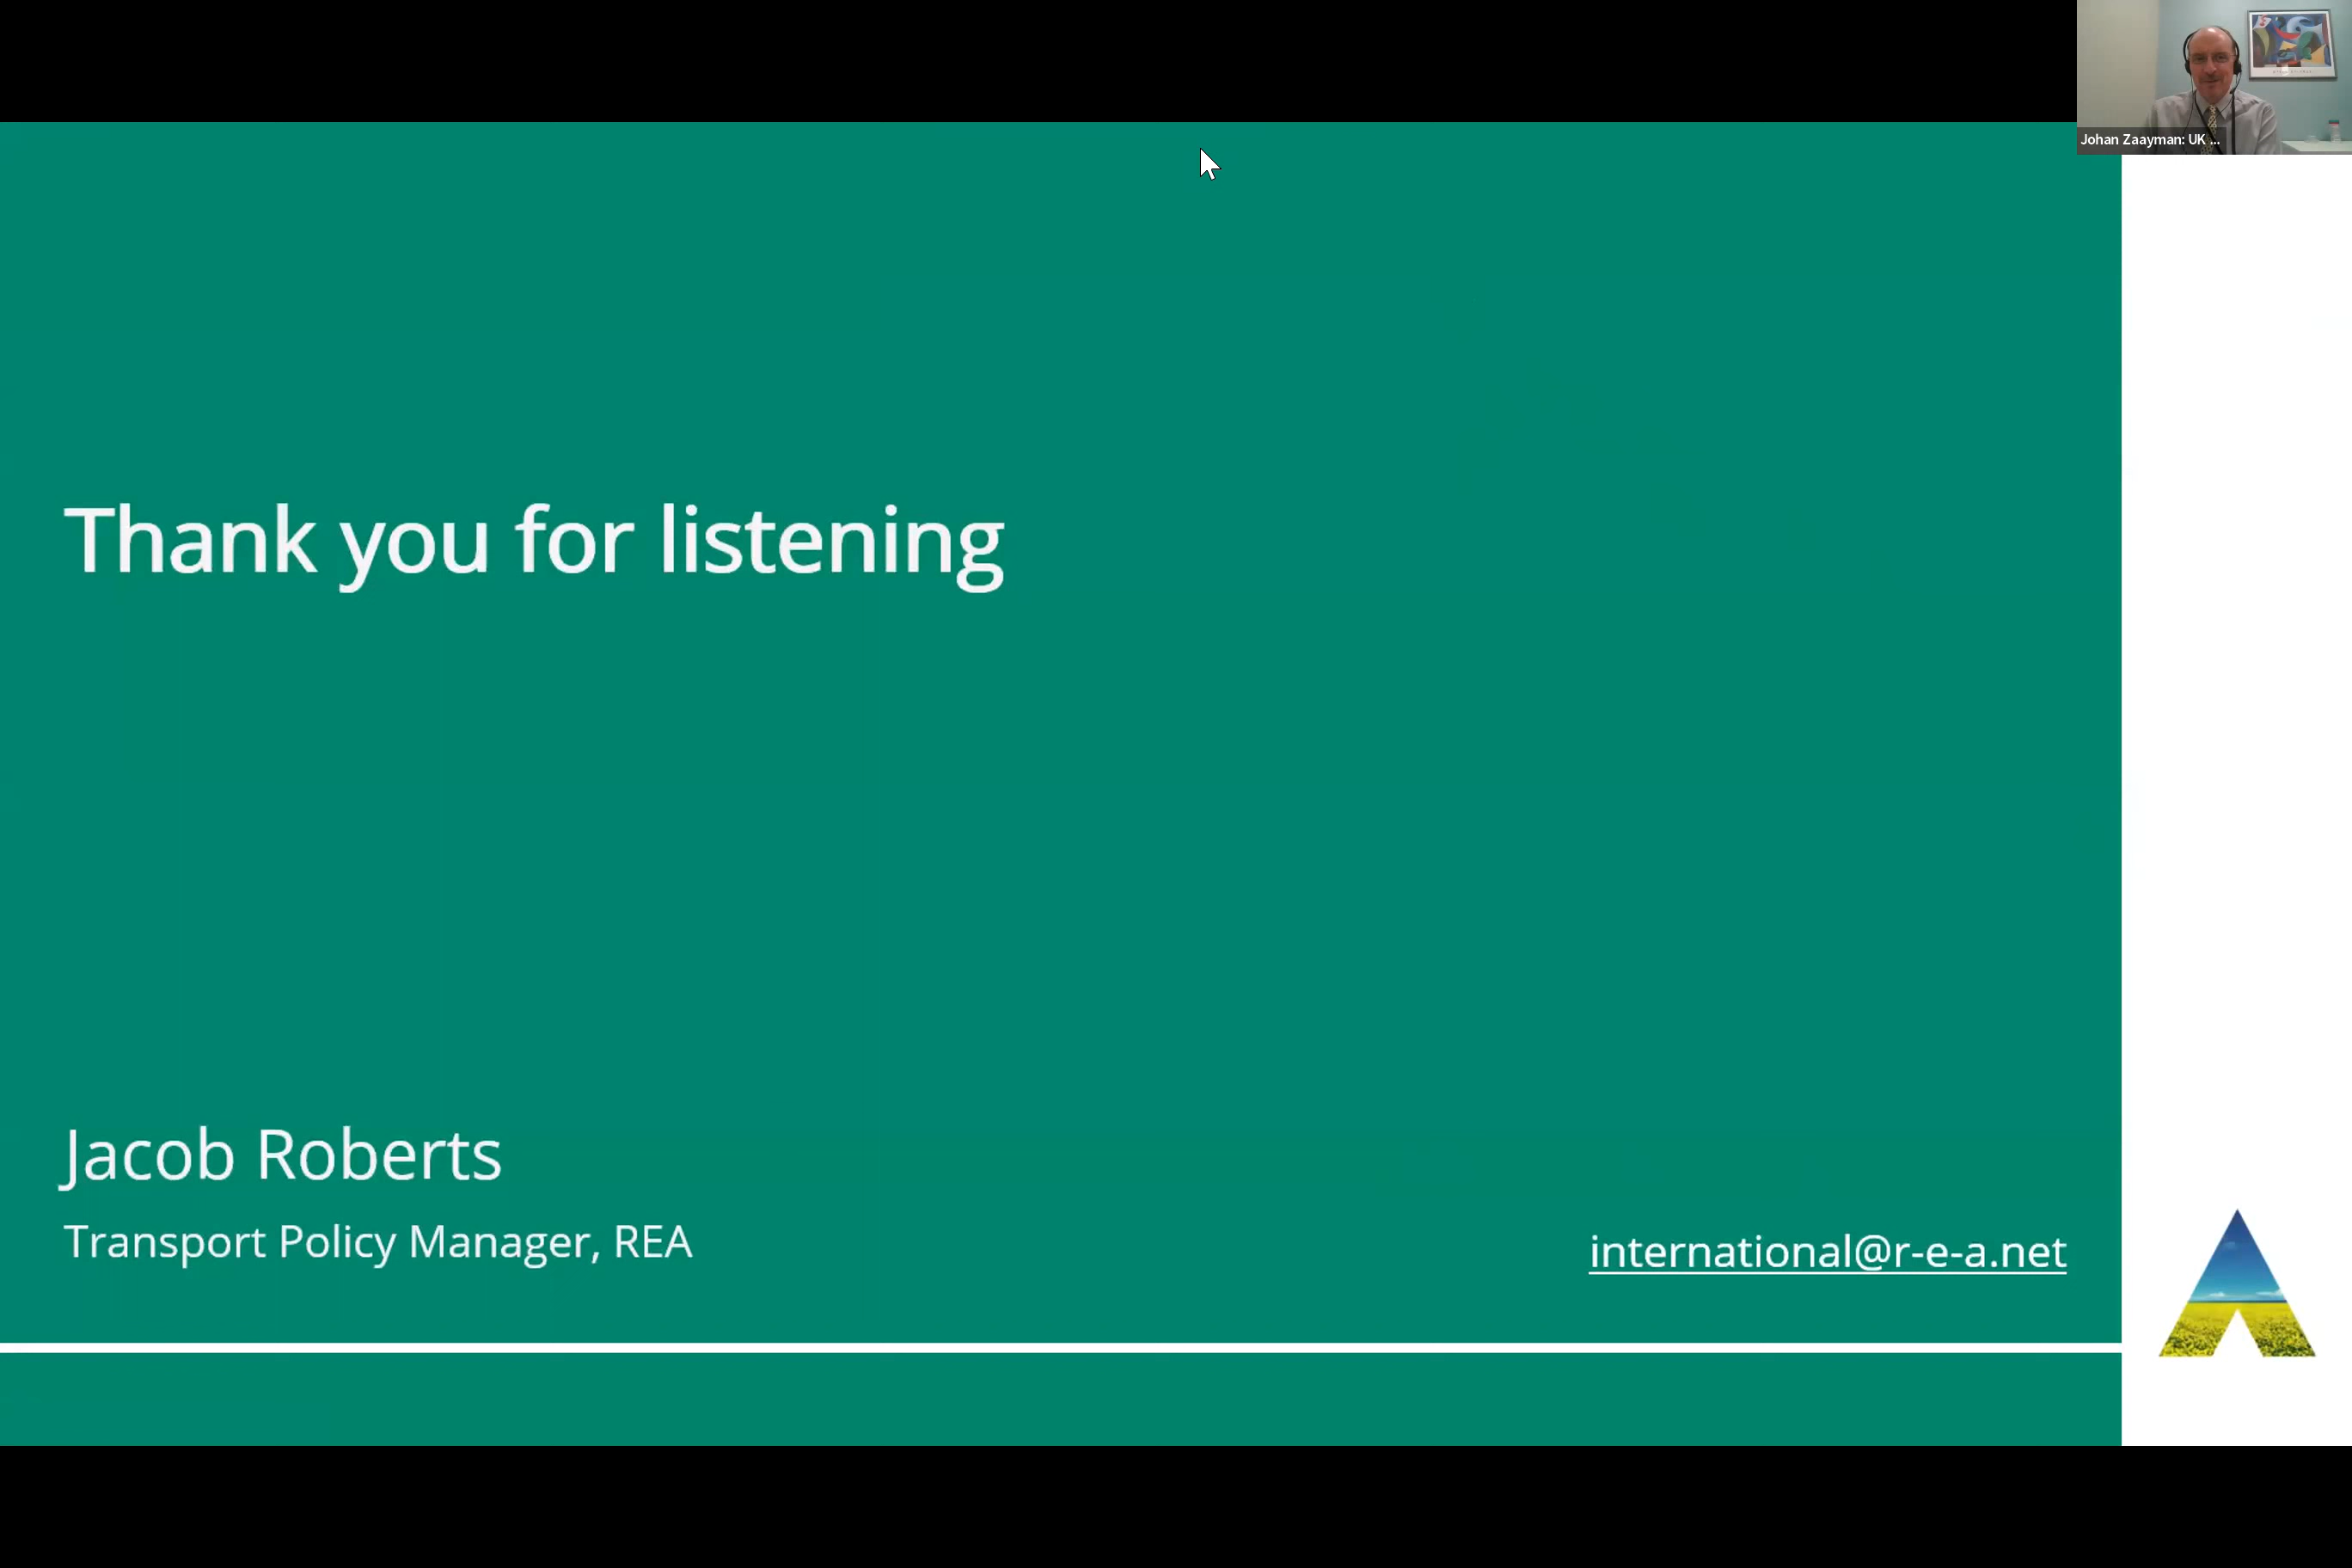 Johan Zaayman: UK ...
Thank you for listening
Jacob Roberts
Transport Policy Manager, REA
international@r-e-a.net